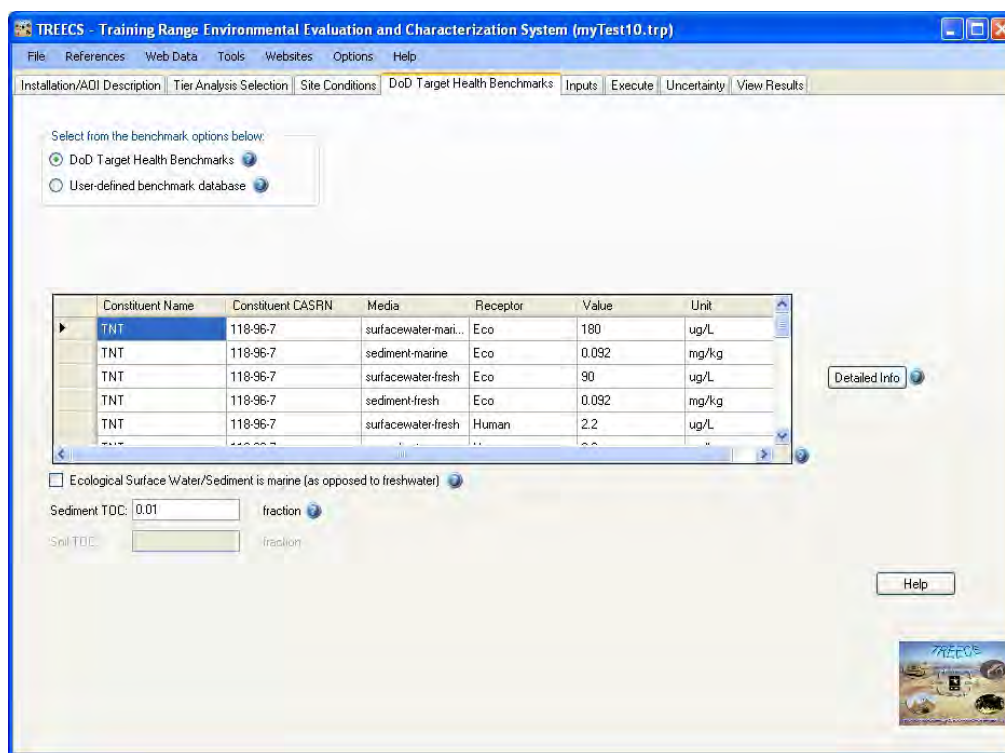 TREECS - Training Range Environmental Evaluation and Characterization System (myTest10.trp)
File References Web Data Tools Websites Options Help
Installation/AOI Description Tier Analysis Selection Site Conditions DoD Target Health Benchmarks Inputs Execute Uncertainty View Results
Select from the benchmark options below:
DoD Target Health Benchmarks
User-defined benchmark database
Constituent Name Constituent CASRN Media Receptor Value Unit
TNT 118-96-7 surfacewater-mari... Eco 180 ug/L
TNT 118-96-7 sediment-marine Eco 0.092 mg/kg
TNT 118-96-7 surfacewater-fresh Eco 90 ug/L
TNT 118-96-7 sediment-fresh Eco 0.092 mg/kg
TNT 118-96-7 surfacewater-fresh Human 2.2 ug/L
Detailed Info
Ecological Surface Water/Sediment is marine (as opposed to freshwater)
Sediment TOC: 0.01 fraction
Soil TOC: fraction
Help
TREECS